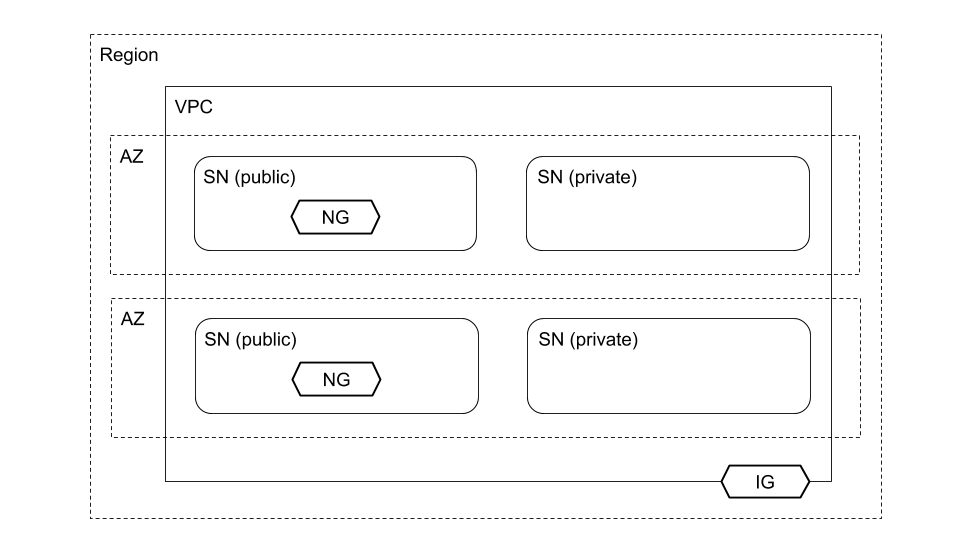 Region
VPC
AZ
SN (public)
SN (private)
NG
AZ
SN (public)
SN (private)
NG
IG